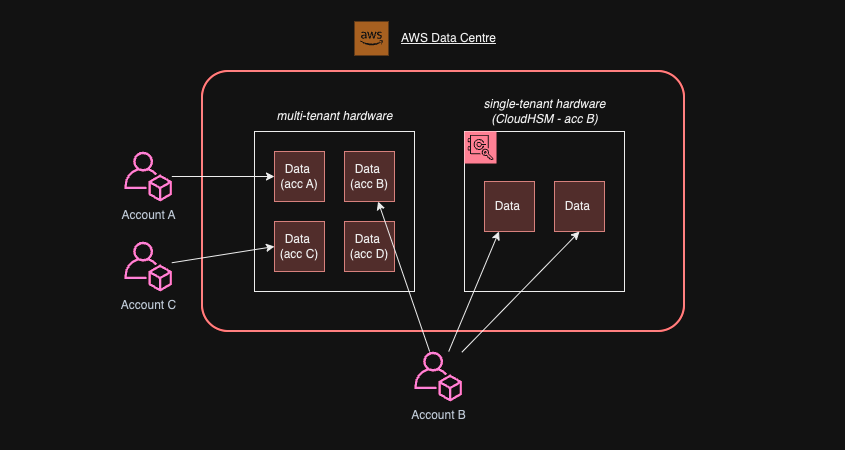 aws
AWS Data Centre
multi-tenant hardware
single-tenant hardware
(CloudHSM - acc B)
Data
(acc A)
Data
(acc B)
Data
(acc C)
Data
(acc D)
Data
Data
Account A
Account C
Account B